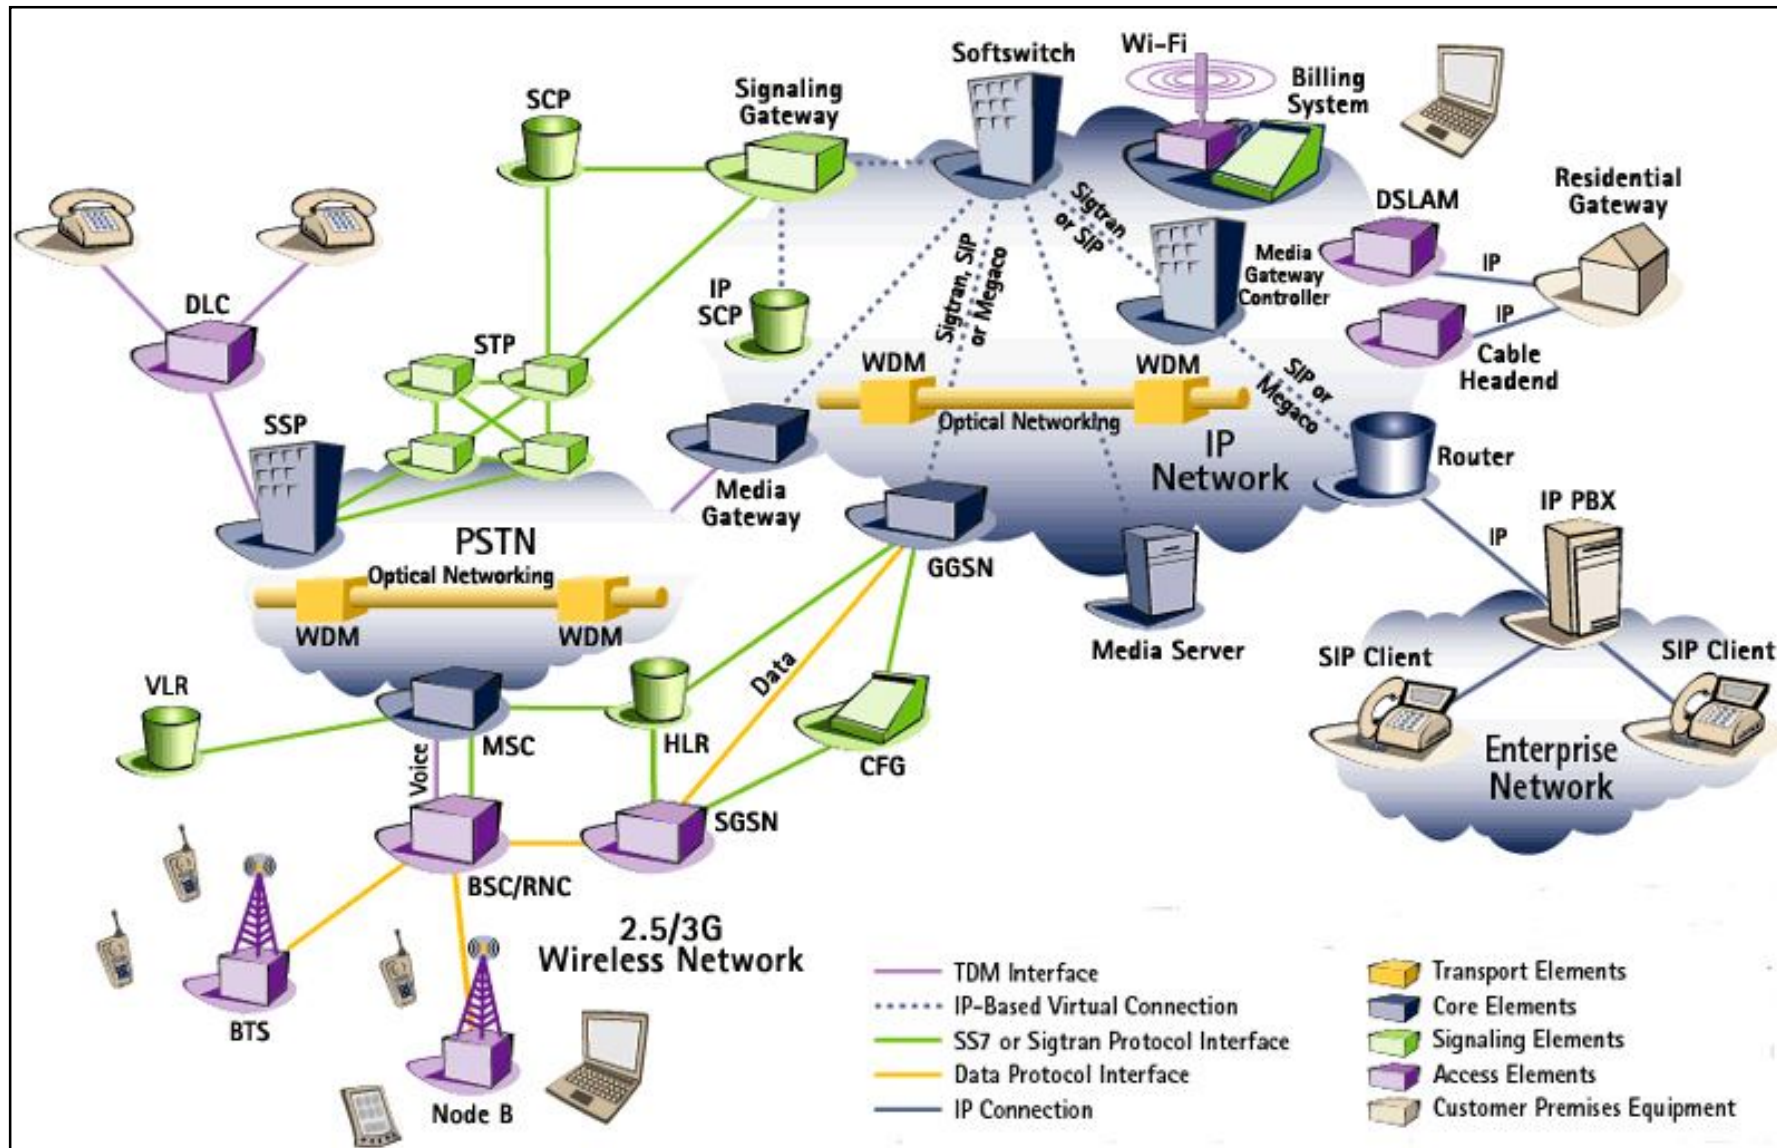 Softswitch
Wi-Fi
Billing
System
Signaling
Gateway
SCP
Residential
Gateway
DSLAM
IP
Sigtran
or SIP
Media
Gateway
Controller
Sigtran, SIP
or Megaco
IP
SCP
DLC
STP
IP
Cable
Headend
WDM
WDM
Optical Networking
SIP or
Megaco
SSP
IP
Network
Router
Media
Gateway
IP PBX
IP
PSTN
Optical Networking
WDM
WDM
GGSN
Media Server
SIP Client
SIP Client
Data
VLR
MSC
HLR
CFG
Voice
Enterprise
Network
SGSN
BSC/RNC
2.5/3G
Wireless Network
BTS
Node B
TDM Interface
IP-Based Virtual Connection
SS7 or Sigtran Protocol Interface
Data Protocol Interface
IP Connection
Transport Elements
Core Elements
Signaling Elements
Access Elements
Customer Premises Equipment